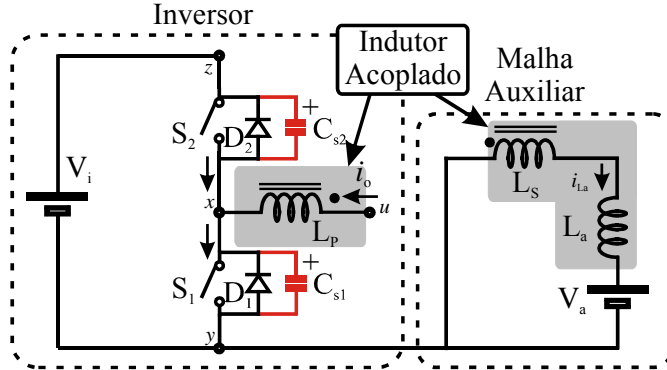 Inversor
Indutor
Acoplado
Malha
Auxiliar
z
S2
D2
+
Cs2
Vi
x
io
u
LP
LS
iLa
La
+
S1
D1
Cs1
Va
y